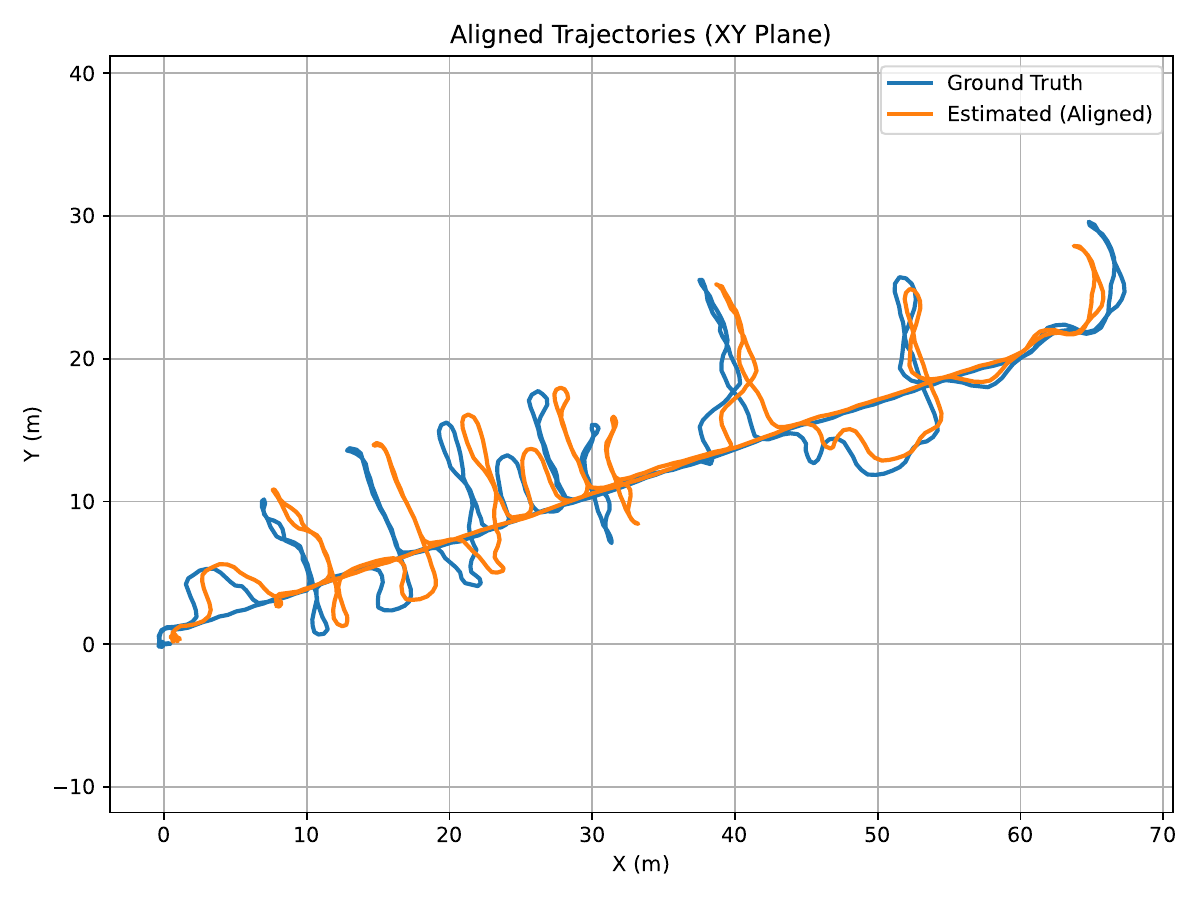 Aligned Trajectories (XY Plane)
Ground Truth
Estimated (Aligned)
40
30
20
10
0
−10
Y (m)
0 10 20 30 40 50 60 70
X (m)